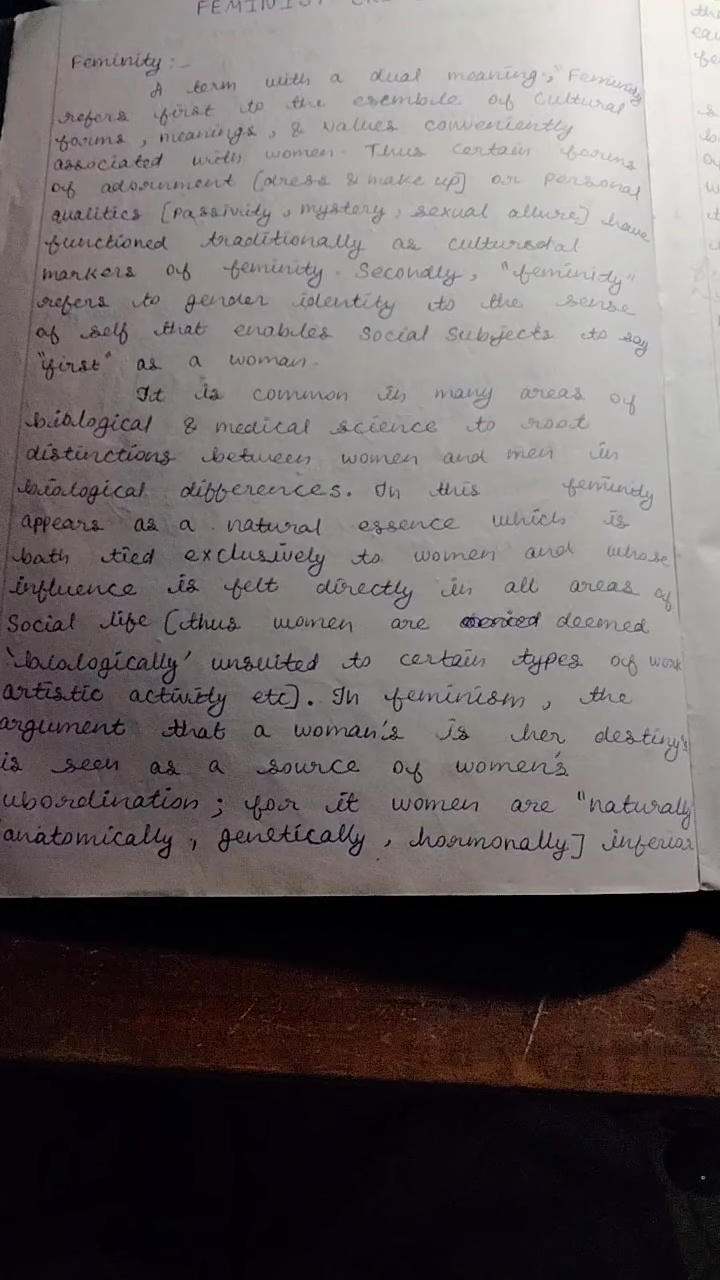 FEMINIST
Feminity :-
A term with a dual meaning, "Feminity
refers first to the esemble of cultural
forms, meanings, & values conveniently
associated with women. Thus certain forms
of adornment [dress & make up] or personal
qualities [passivity, mystery, sexual allure] have
functioned traditionally as cultursdal
markers of feminity. Secondly, "feminidy"
refers to gender identity to the sense
of self that enables social subjects to say
"first" as a woman.
It is common in many areas of
biological & medical science to root
distinctions between women and men in
biological differences. In this feminity
appears as a natural essence which is
both tied exclusively to women and whose
influence is felt directly in all areas of
Social life [thus women are deemed
'biologically' unsuited to certain types of work
artistic activity etc]. In feminism, the
argument that a woman's is her destiny's
is seen as a source of women's
ubordination; for it women are "naturally
anatomically, genetically, hormonally] inferior